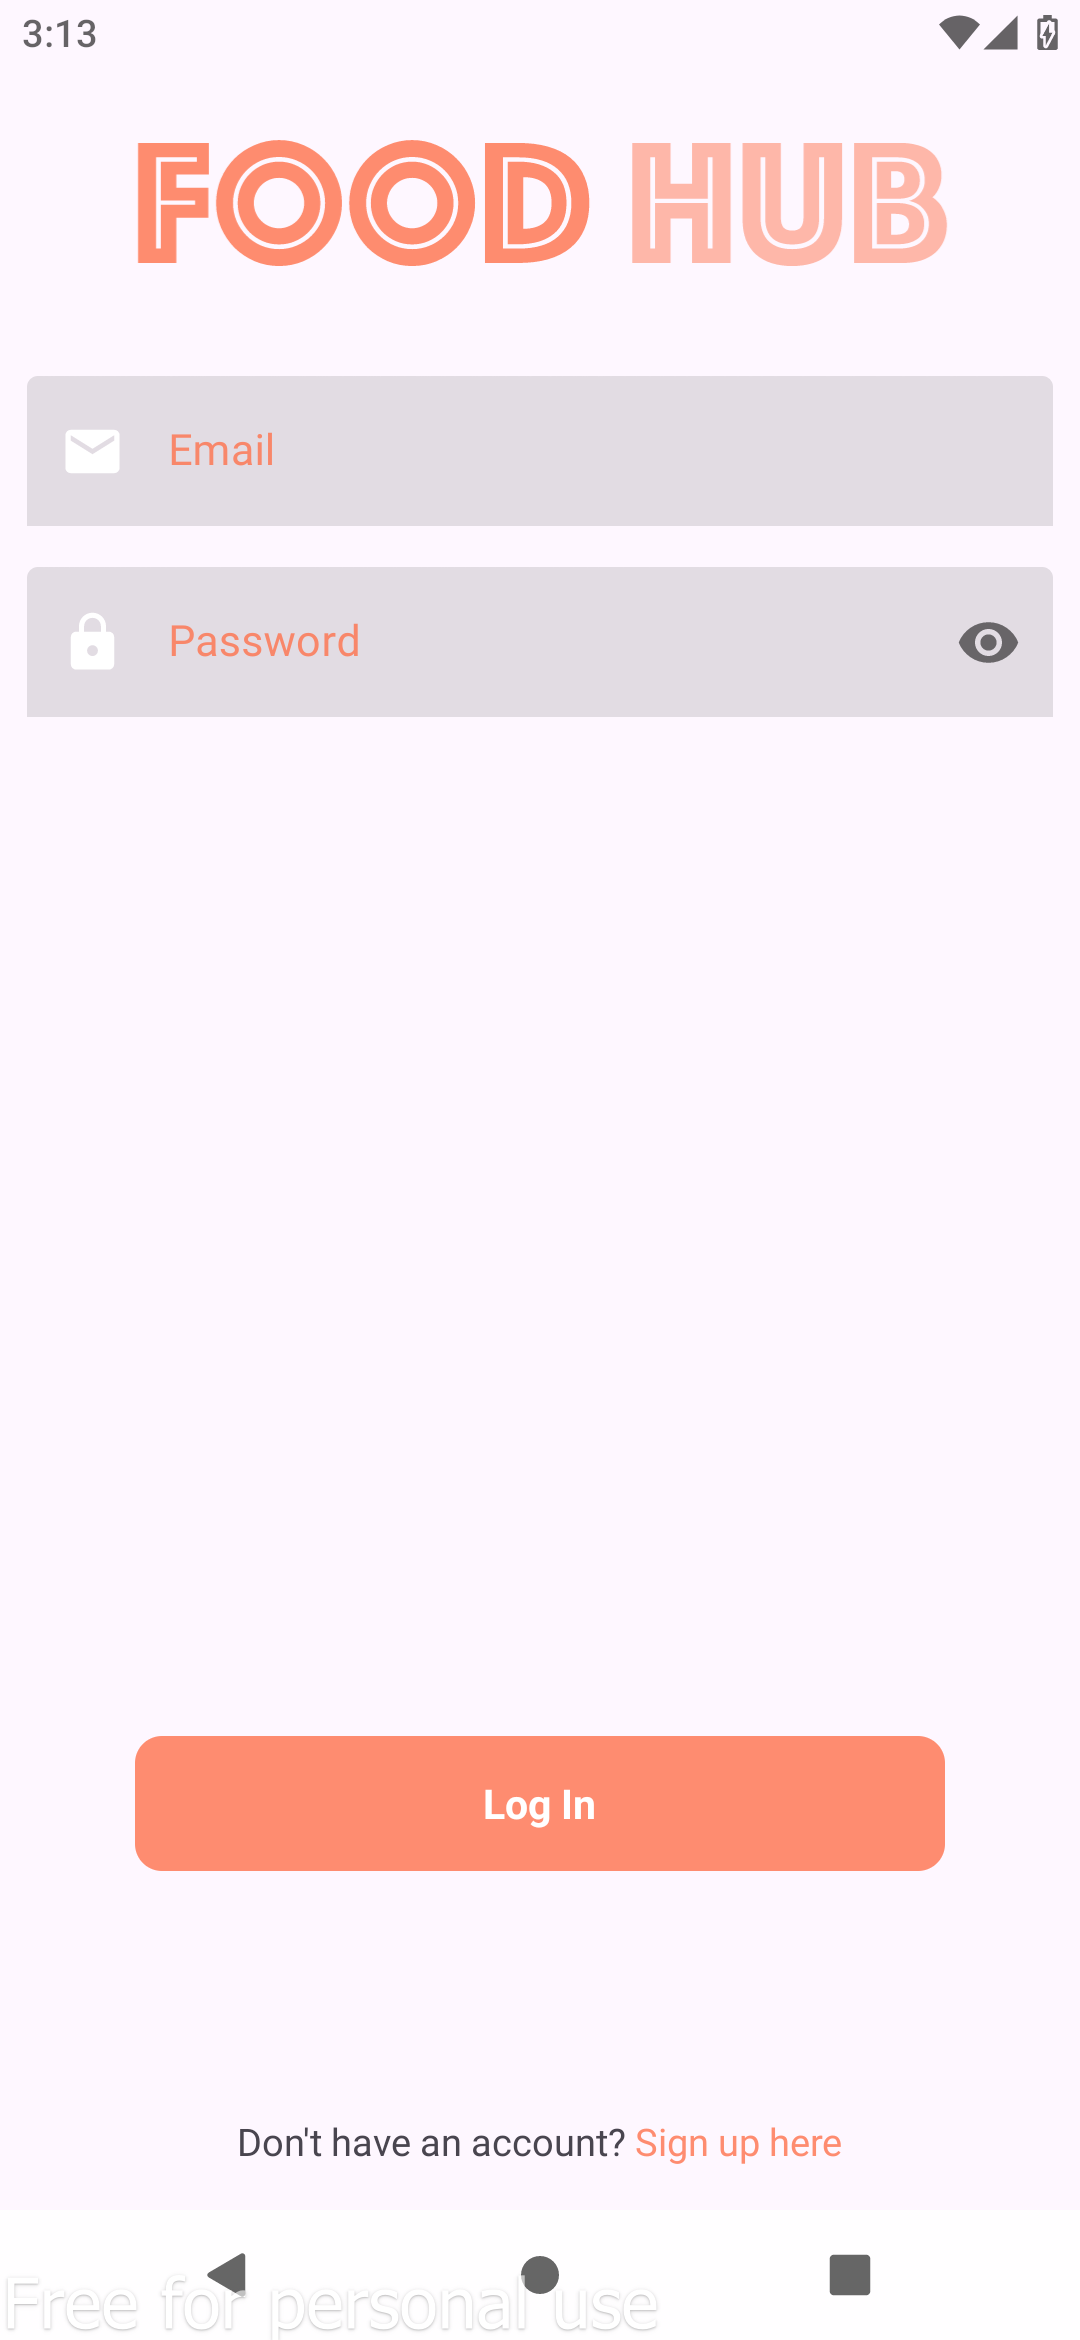 3:13
FOOD HUB
Email
Password
Log In
Don't have an account? Sign up here
Free for personal use